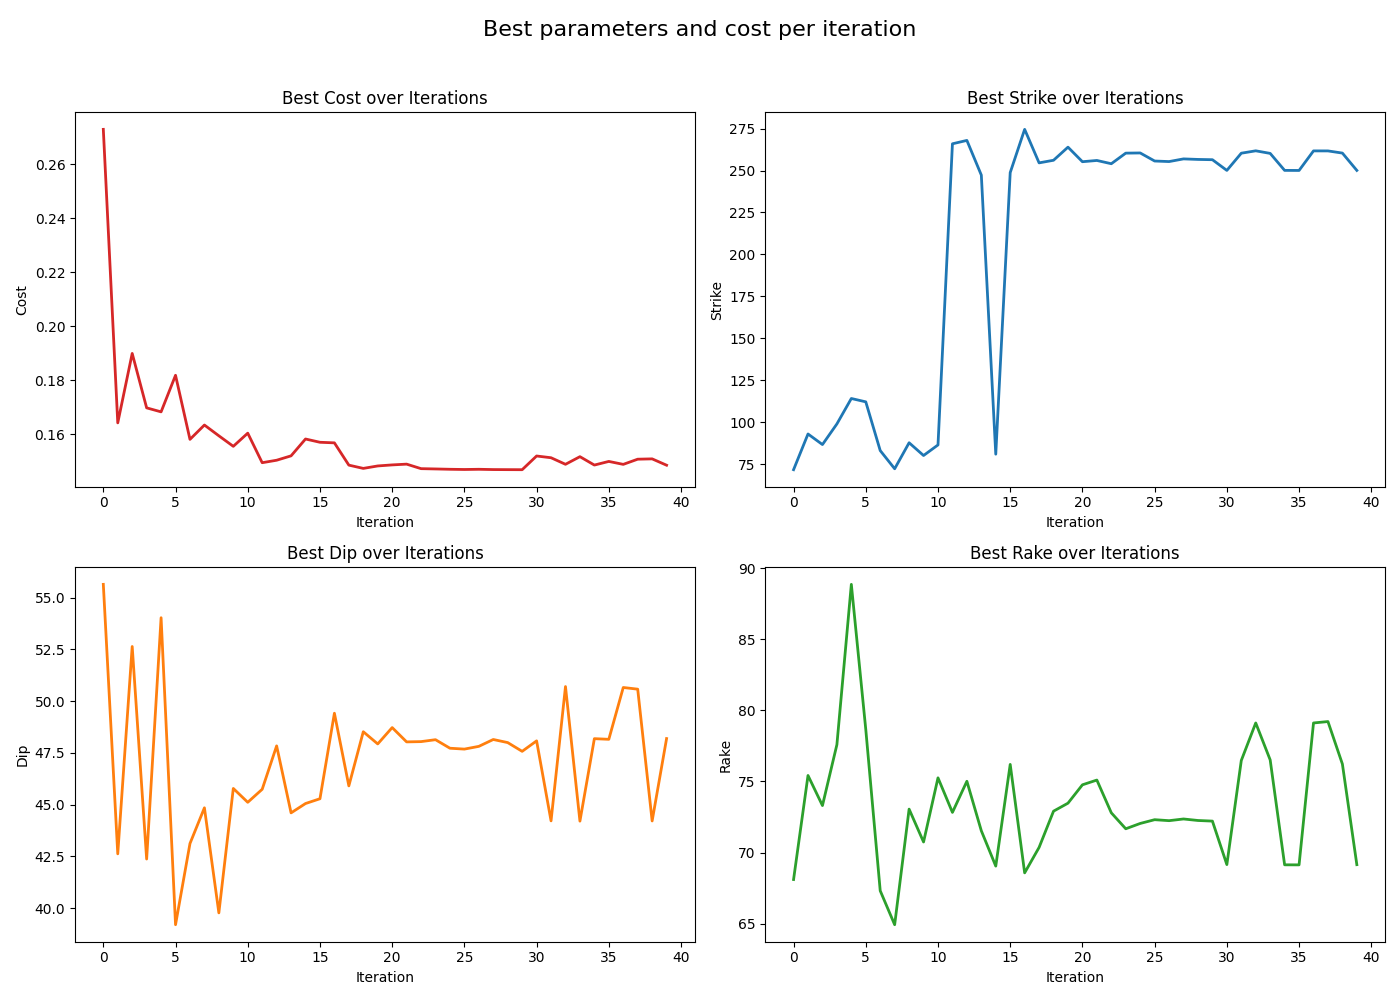 Best parameters and cost per iteration
Best Cost over Iterations
Cost
0.26
0.24
0.22
0.20
0.18
0.16
0 5 10 15 20 25 30 35 40
Iteration
Best Strike over Iterations
Strike
275
250
225
200
175
150
125
100
75
0 5 10 15 20 25 30 35 40
Iteration
Best Dip over Iterations
Dip
55.0
52.5
50.0
47.5
45.0
42.5
40.0
0 5 10 15 20 25 30 35 40
Iteration
Best Rake over Iterations
Rake
90
85
80
75
70
65
0 5 10 15 20 25 30 35 40
Iteration